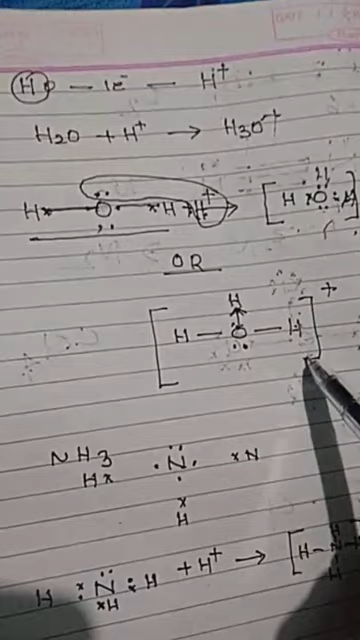 H — 1e — H⁺
H₂O + H⁺ → H₃O⁺
H× •O• ×H → H⁺ [ H ×O H
OR
H
[ H — O — H ]⁺
NH₃ •N• ×N
H×
×
H
H × N : H + H⁺ → [ H – N
×H